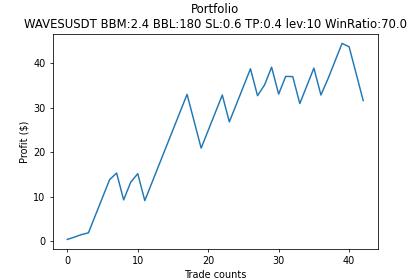 Portfolio
WAVESUSDT BBM:2.4 BBL:180 SL:0.6 TP:0.4 lev:10 WinRatio:70.0
40
30
20
10
0
Profit ($)
0 10 20 30 40
Trade counts